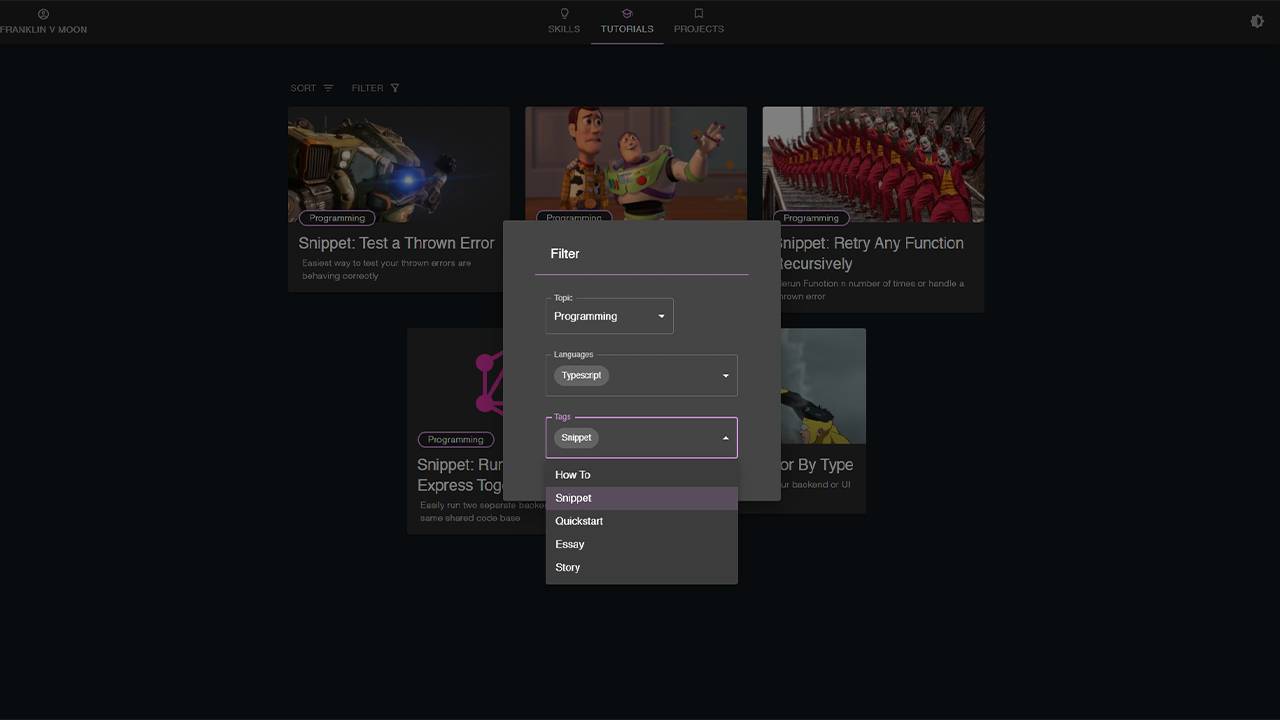 FRANKLIN V MOON
SKILLS
TUTORIALS
PROJECTS
SORT
FILTER
Programming
Snippet: Test a Thrown Error
Easiest way to test your thrown errors are
behaving correctly
Programming
Programming
Snippet: Retry Any Function
Recursively
Rerun Function n number of times or handle a
thrown error
Filter
Topic
Programming
Languages
Typescript
Tags
Snippet
How To
Snippet
Quickstart
Essay
Story
Programming
Snippet: Run
Express Tog
Easily run two separate backe
same shared code base
or By Type
ur backend or UI